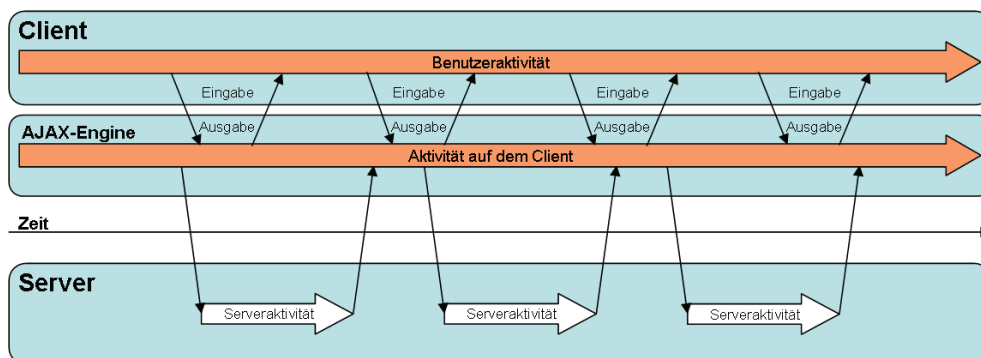 Client
Benutzeraktivität
Eingabe Eingabe Eingabe Eingabe
AJAX-Engine
Ausgabe Ausgabe Ausgabe Ausgabe
Aktivität auf dem Client
Zeit
Server
Serveraktivität Serveraktivität Serveraktivität